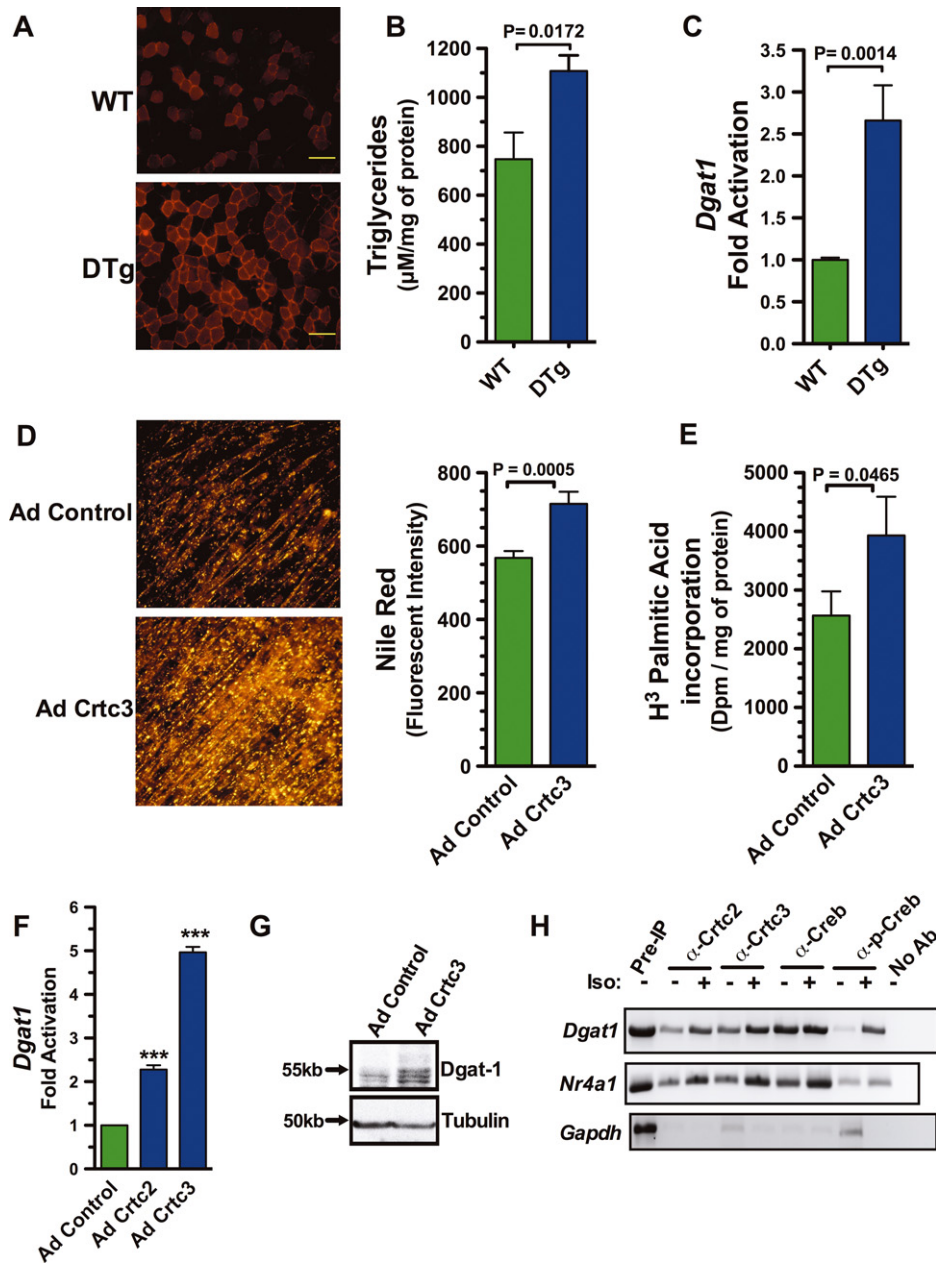 A
WT
DTg
B
P= 0.0172
Triglycerides
(µM/mg of protein)
1200
1000
800
600
400
200
0
WT
DTg
C
P= 0.0014
Dgat1
Fold Activation
3.5
3.0
2.5
2.0
1.5
1.0
0.5
0.0
WT
DTg
D
Ad Control
Ad Crtc3
P = 0.0005
Nile Red
(Fluorescent Intensity)
800
600
400
200
0
Ad Control
Ad Crtc3
E
P = 0.0465
H³ Palmitic Acid
incorporation
(Dpm / mg of protein)
5000
4000
3000
2000
1000
0
Ad Control
Ad Crtc3
F
Dgat1
Fold Activation
6
5
4
3
2
1
0
***
***
Ad Control
Ad Crtc2
Ad Crtc3
G
Ad Control
Ad Crtc3
55kb
Dgat-1
50kb
Tubulin
H
Pre-IP
α-Crtc2
α-Crtc3
α-Creb
α-p-Creb
No Ab
Iso: - - + - + - + - + -
Dgat1
Nr4a1
Gapdh